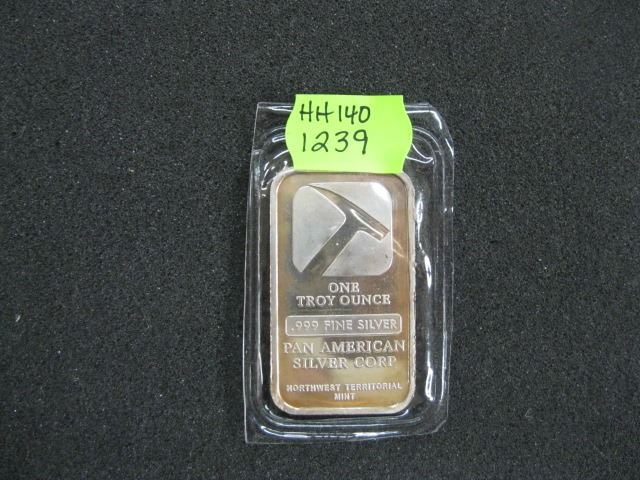 HH140
1239
ONE
TROY OUNCE
.999 FINE SILVER
PAN AMERICAN
SILVER CORP
NORTHWEST TERRITORIAL
MINT